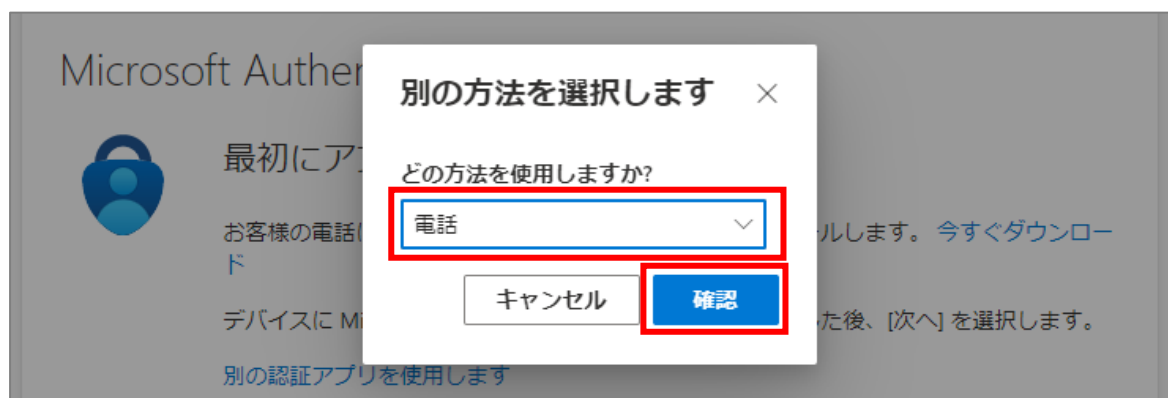 Microsoft Authen
別の方法を選択します
最初にア
どの方法を使用しますか?
電話
お客様の電話
ルします。 今すぐダウンロー
ド
キャンセル
確認
デバイスに Mi
た後、[次へ] を選択します。
別の認証アプリを使用します